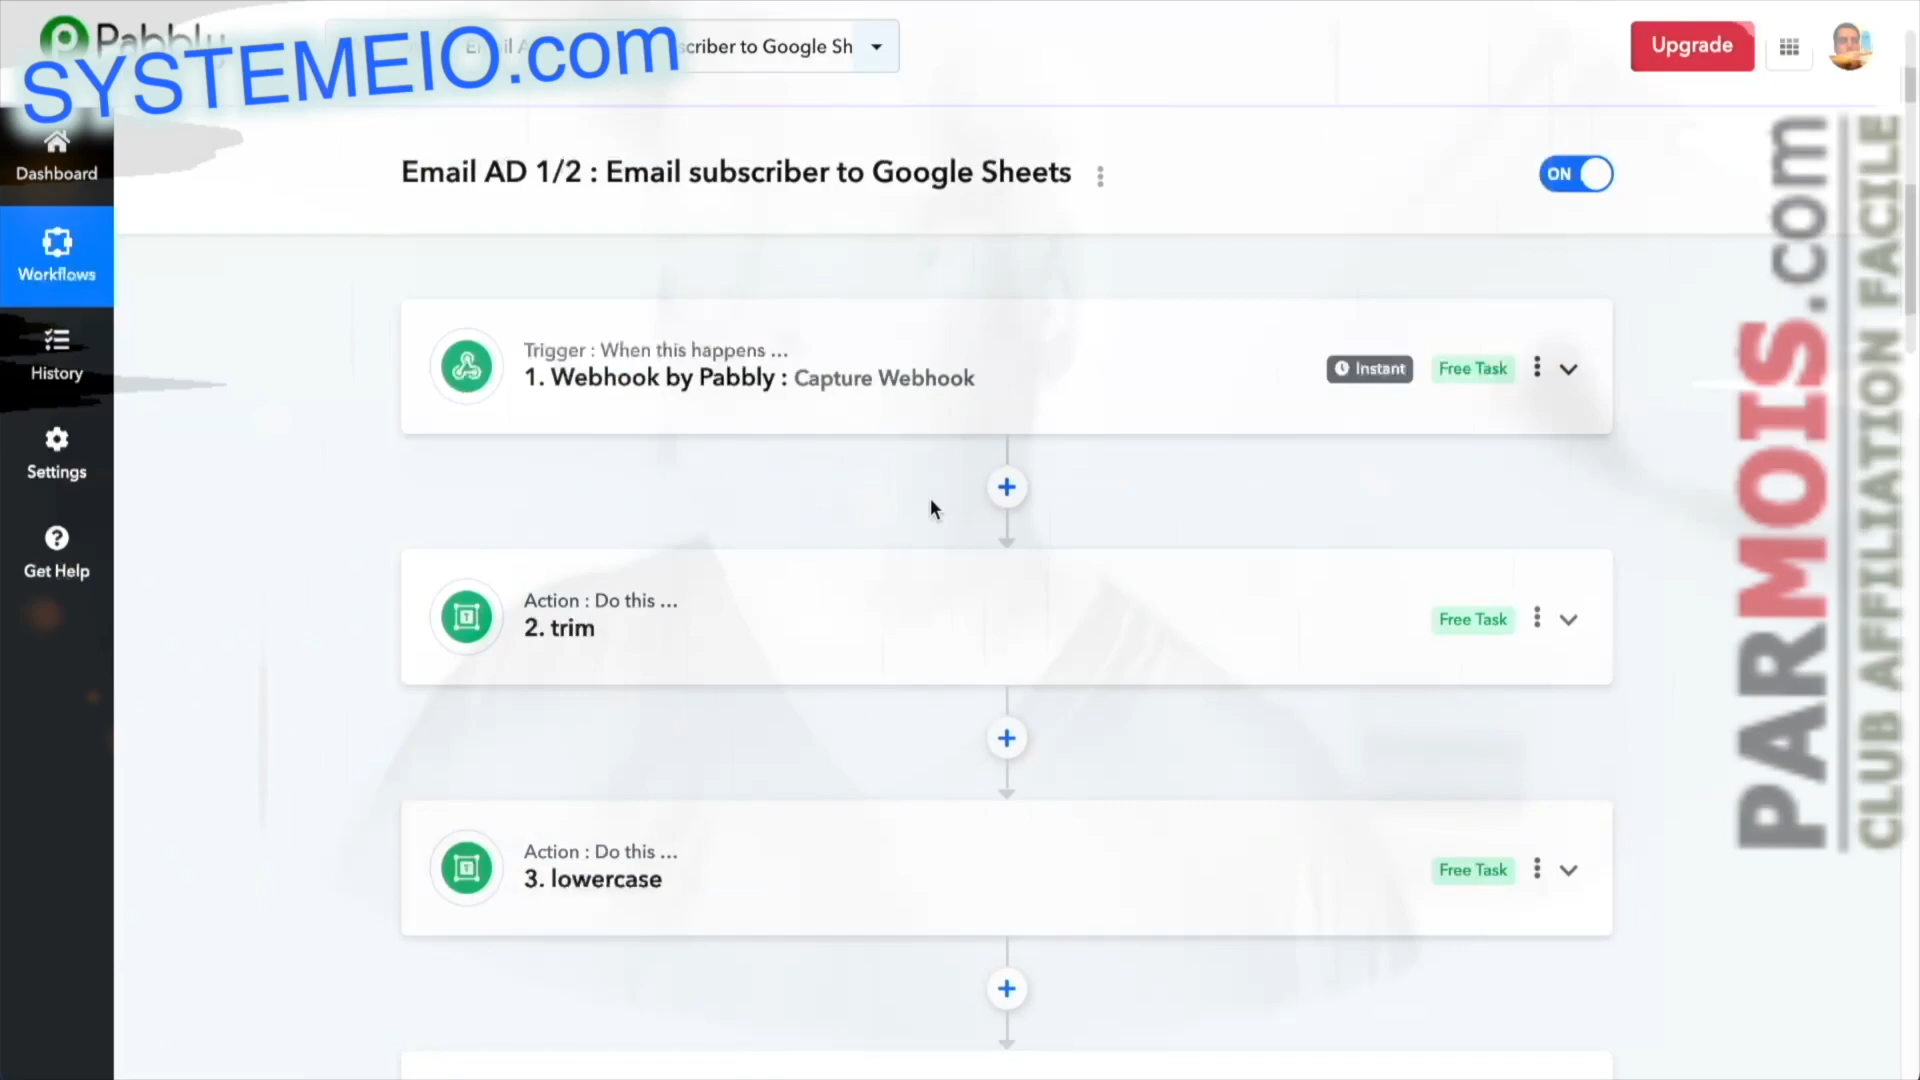 Pabbly
SYSTEMEIO.com
scriber to Google Sh
Upgrade
Dashboard
Workflows
History
Settings
Get Help
Email AD 1/2 : Email subscriber to Google Sheets
ON
Trigger : When this happens ...
1. Webhook by Pabbly : Capture Webhook
Instant
Free Task
Action : Do this ...
2. trim
Free Task
Action : Do this ...
3. lowercase
Free Task
PARMOIS.com
CLUB AFFILIATION FACILE